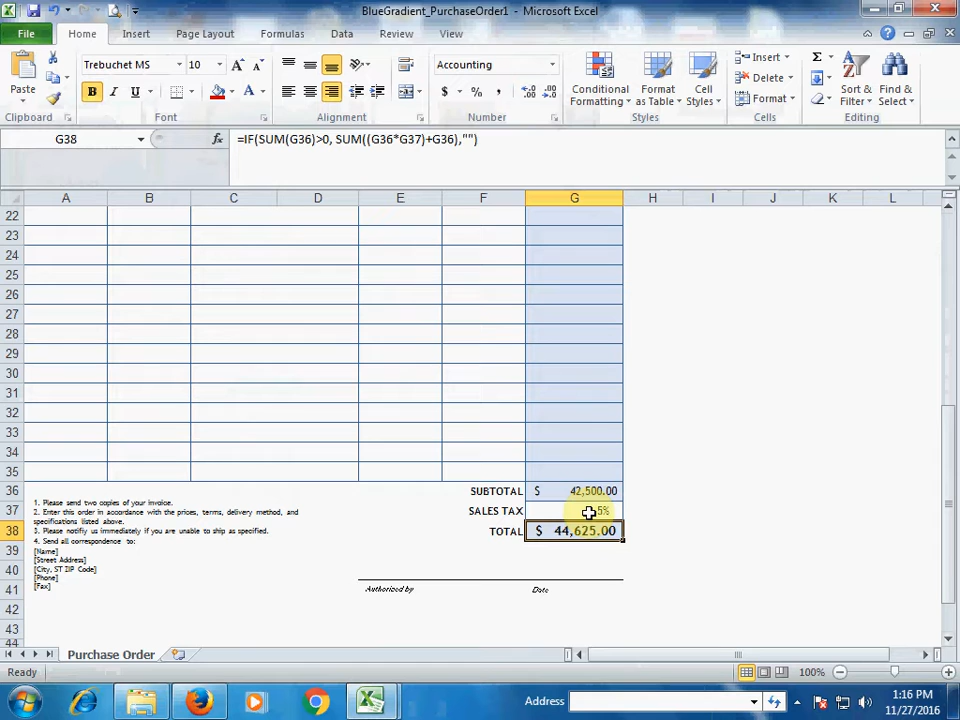 BlueGradient_PurchaseOrder1 - Microsoft Excel
File Home Insert Page Layout Formulas Data Review View
Paste
Trebuchet MS 10
B I U
Accounting
$ % ,
Conditional Formatting
Format as Table
Cell Styles
Insert
Delete
Format
Sort & Filter
Find & Select
Clipboard Font Alignment Number Styles Cells Editing
G38 fx =IF(SUM(G36)>0, SUM((G36*G37)+G36),"")
A B C D E F G H I J K L
22
23
24
25
26
27
28
29
30
31
32
33
34
35
36 SUBTOTAL $ 42,500.00
37 SALES TAX 5%
38 TOTAL $ 44,625.00
39
40
41
42
43
44
1. Please send two copies of your invoice.
2. Enter this order in accordance with the prices, terms, delivery method, and
specifications listed above.
3. Please notifiy us immediately if you are unable to ship as specified.
4. Send all correspondence to:
[Name]
[Street Address]
[City, ST ZIP Code]
[Phone]
[Fax]
Authorized by Date
Purchase Order
Ready 100%
Address
1:16 PM
11/27/2016